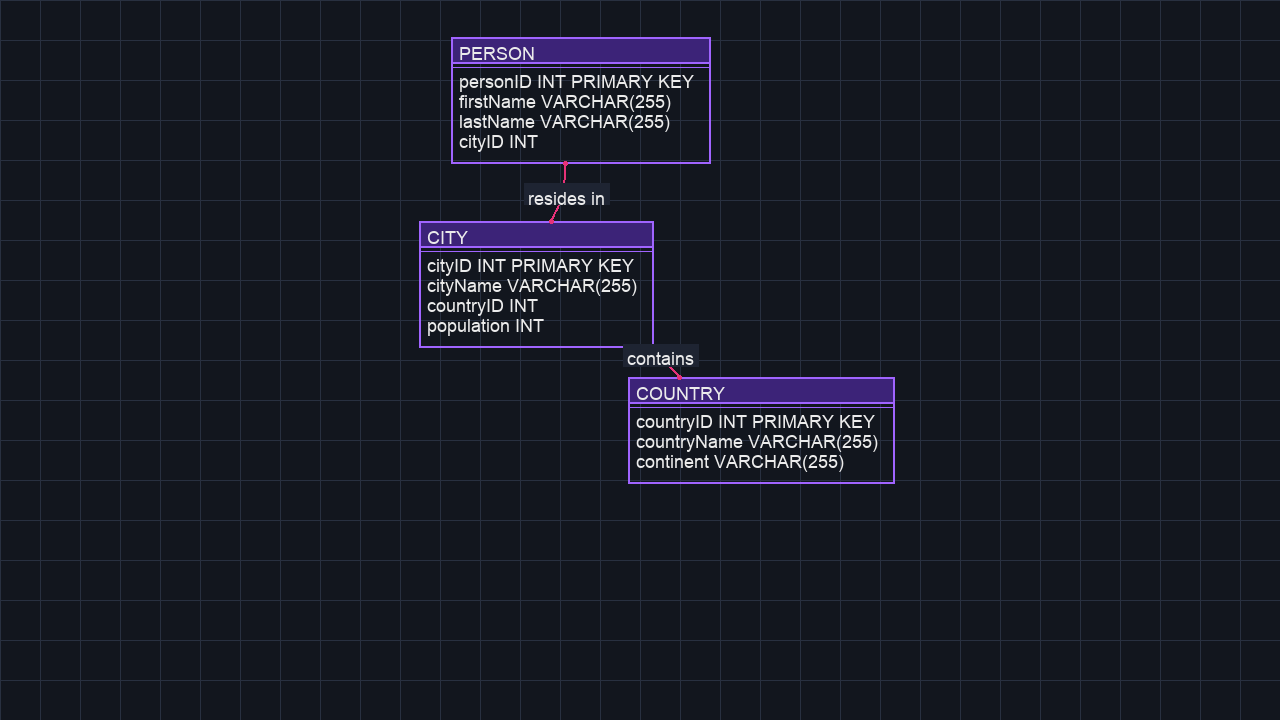 PERSON
personID INT PRIMARY KEY
firstName VARCHAR(255)
lastName VARCHAR(255)
cityID INT
resides in
CITY
cityID INT PRIMARY KEY
cityName VARCHAR(255)
countryID INT
population INT
contains
COUNTRY
countryID INT PRIMARY KEY
countryName VARCHAR(255)
continent VARCHAR(255)